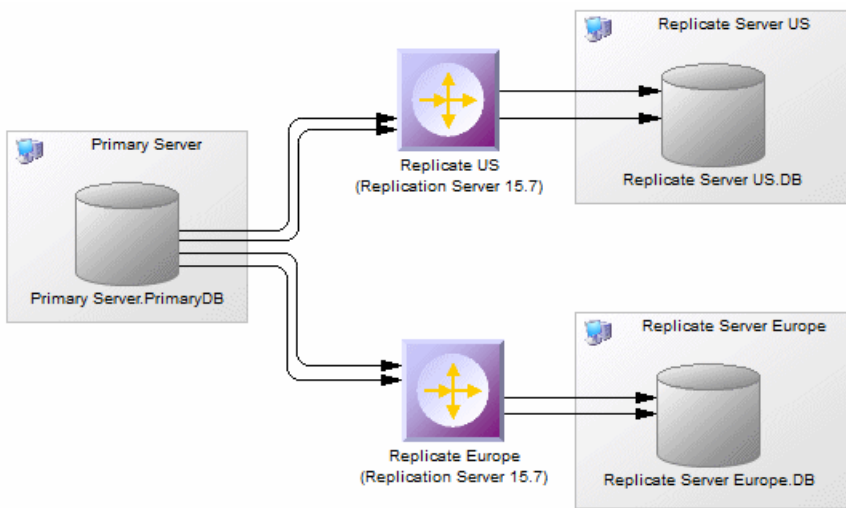 Replicate Server US
Replicate Server US.DB
Replicate US
(Replication Server 15.7)
Primary Server
Primary Server.PrimaryDB
Replicate Server Europe
Replicate Server Europe.DB
Replicate Europe
(Replication Server 15.7)